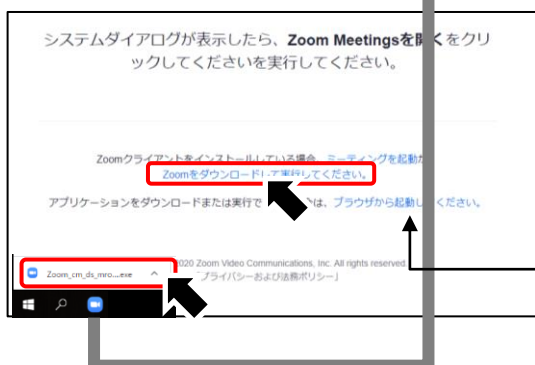 システムダイアログが表示したら、Zoom Meetingsを開くをクリ
ックしてくださいを実行してください。
Zoomクライアントをインストールしている場合、ミーティングを起動
Zoomをダウンロードして実行してください。
アプリケーションをダウンロードまたは実行で は、ブラウザから起動し ください。
020 Zoom Video Communications, Inc. All rights reserved.
「プライバシーおよび法務ポリシー」
Zoom_cm_ds_mro....exe